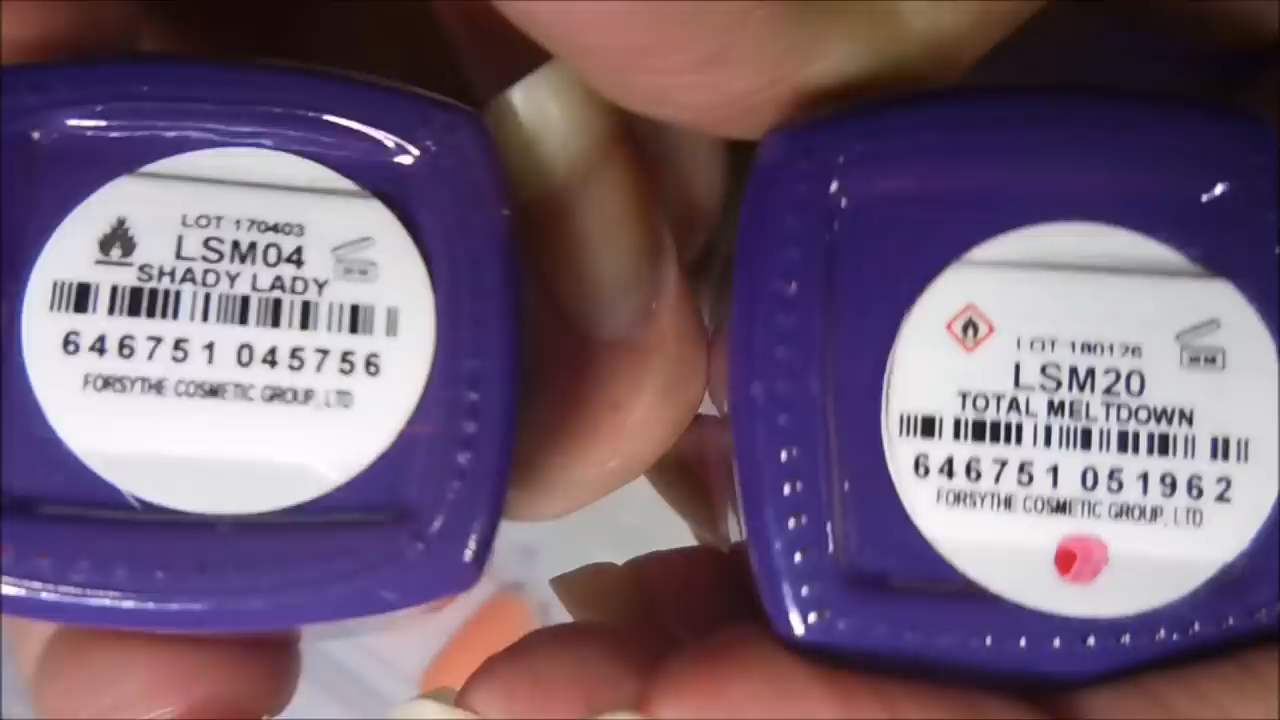 LOT 170403
LSM04
SHADY LADY
646751 045756
FORSYTHE COSMETIC GROUP, LTD
LOT 180126
LSM20
TOTAL MELTDOWN
646751 051962
FORSYTHE COSMETIC GROUP, LTD